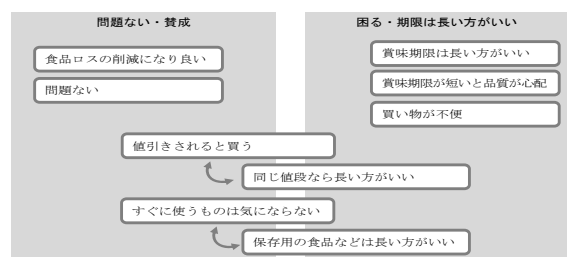 問題ない・賛成
困る・期限は長い方がいい
食品ロスの削減になり良い
賞味期限は長い方がいい
問題ない
賞味期限が短いと品質が心配
買い物が不便
値引きされると買う
同じ値段なら長い方がいい
すぐに使うものは気にならない
保存用の食品などは長い方がいい